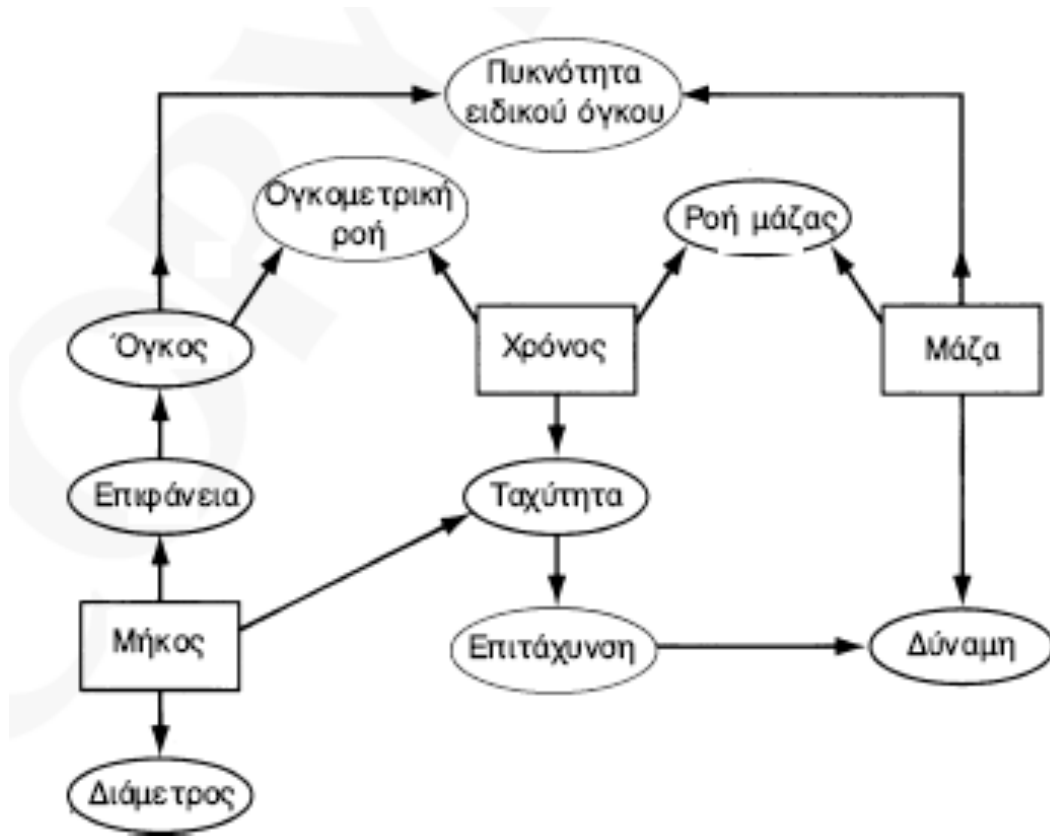 Πυκνότητα
ειδικού όγκου
Ογκομετρική
ροή
Ροή μάζας
Όγκος
Χρόνος
Μάζα
Επιφάνεια
Ταχύτητα
Μήκος
Επιτάχυνση
Δύναμη
Διάμετρος